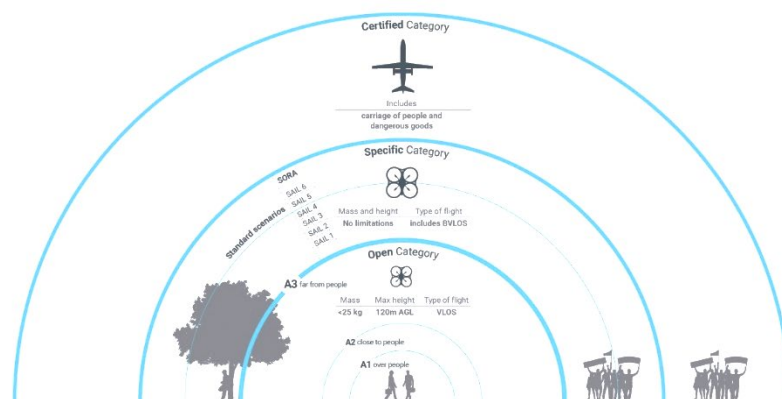 Certified Category
Includes
carriage of people and
dangerous goods
Specific Category
SORA
SAIL 6
SAIL 5
SAIL 4
SAIL 3
SAIL 2
SAIL 1
Standard scenarios
Mass and height
No limitations
Type of flight
includes BVLOS
Open Category
A3 far from people
Mass
<25 kg
Max height
120m AGL
Type of flight
VLOS
A2 close to people
A1 over people